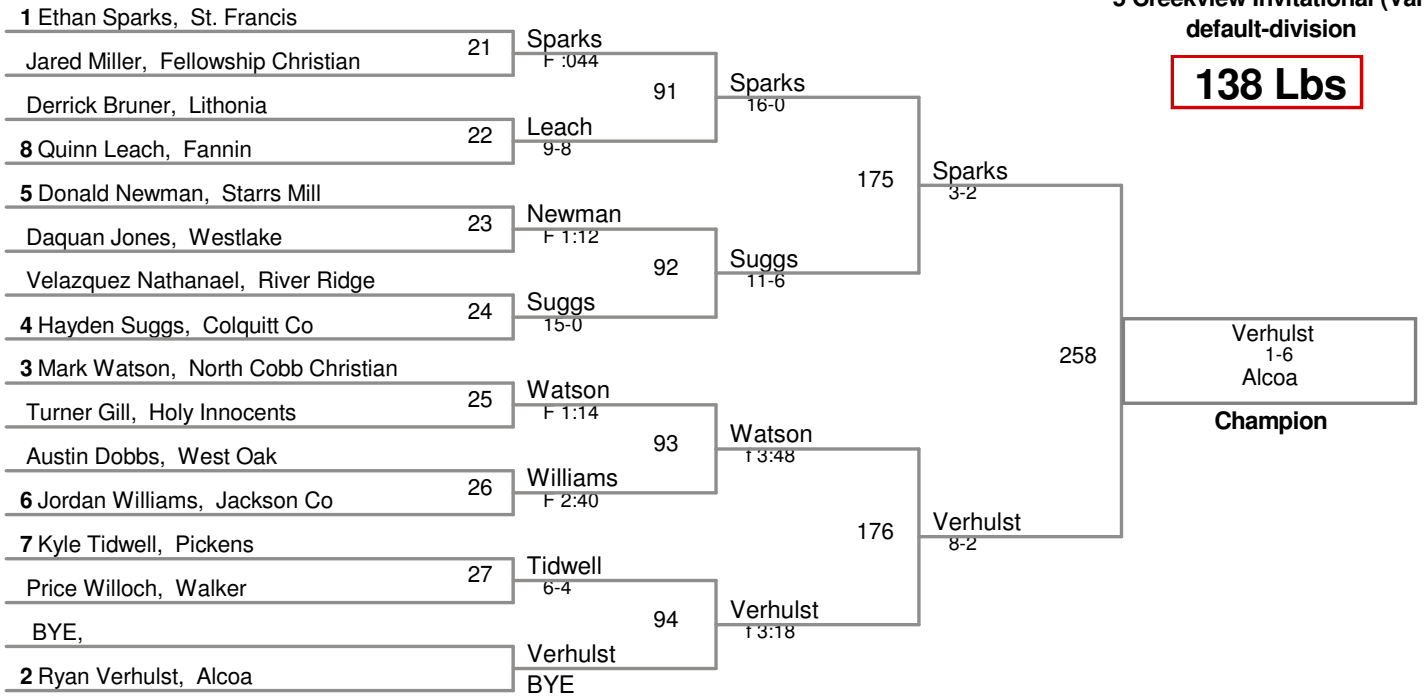 5 Creekview Invitational (Var
default-division
138 Lbs
1 Ethan Sparks, St. Francis
Jared Miller, Fellowship Christian
Derrick Bruner, Lithonia
8 Quinn Leach, Fannin
5 Donald Newman, Starrs Mill
Daquan Jones, Westlake
Velazquez Nathanael, River Ridge
4 Hayden Suggs, Colquitt Co
3 Mark Watson, North Cobb Christian
Turner Gill, Holy Innocents
Austin Dobbs, West Oak
6 Jordan Williams, Jackson Co
7 Kyle Tidwell, Pickens
Price Willoch, Walker
BYE,
2 Ryan Verhulst, Alcoa
21
22
23
24
25
26
27
Sparks
F :044
Leach
9-8
Newman
F 1:12
Suggs
15-0
Watson
F 1:14
Williams
F 2:40
Tidwell
6-4
Verhulst
BYE
91
92
93
94
Sparks
16-0
Suggs
11-6
Watson
f 3:48
Verhulst
f 3:18
175
176
Sparks
3-2
Verhulst
8-2
258
Verhulst
1-6
Alcoa
Champion